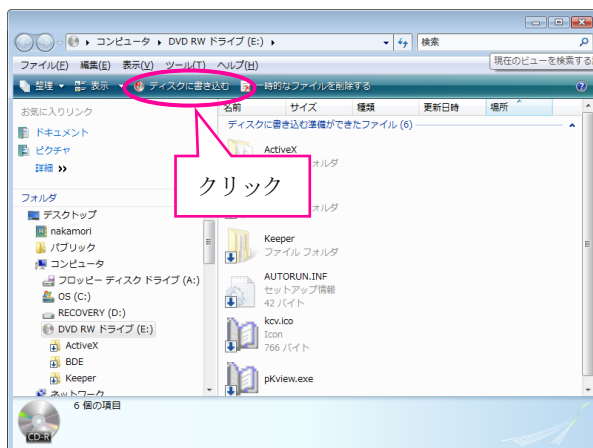 コンピュータ ▸ DVD RW ドライブ (E:) ▸
検索
ファイル(F) 編集(E) 表示(V) ツール(T) ヘルプ(H)
現在のビューを検索する
整理 表示 ディスクに書き込む 一時的なファイルを削除する
お気に入りリンク
ドキュメント
ピクチャ
詳細 >>
フォルダ
デスクトップ
nakamori
パブリック
コンピュータ
フロッピー ディスク ドライブ (A:)
OS (C:)
RECOVERY (D:)
DVD RW ドライブ (E:)
ActiveX
BDE
Keeper
ネットワーク
名前 サイズ 種類 更新日時 場所
ディスクに書き込む準備ができたファイル (6)
ActiveX
クリック
Keeper
ファイル フォルダ
AUTORUN.INF
セットアップ情報
42 バイト
kcv.ico
Icon
766 バイト
pKview.exe
6 個の項目
CD-R